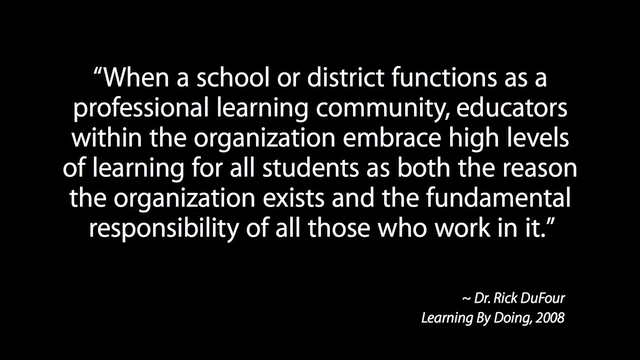 “When a school or district functions as a
professional learning community, educators
within the organization embrace high levels
of learning for all students as both the reason
the organization exists and the fundamental
responsibility of all those who work in it.”
~ Dr. Rick DuFour
Learning By Doing, 2008